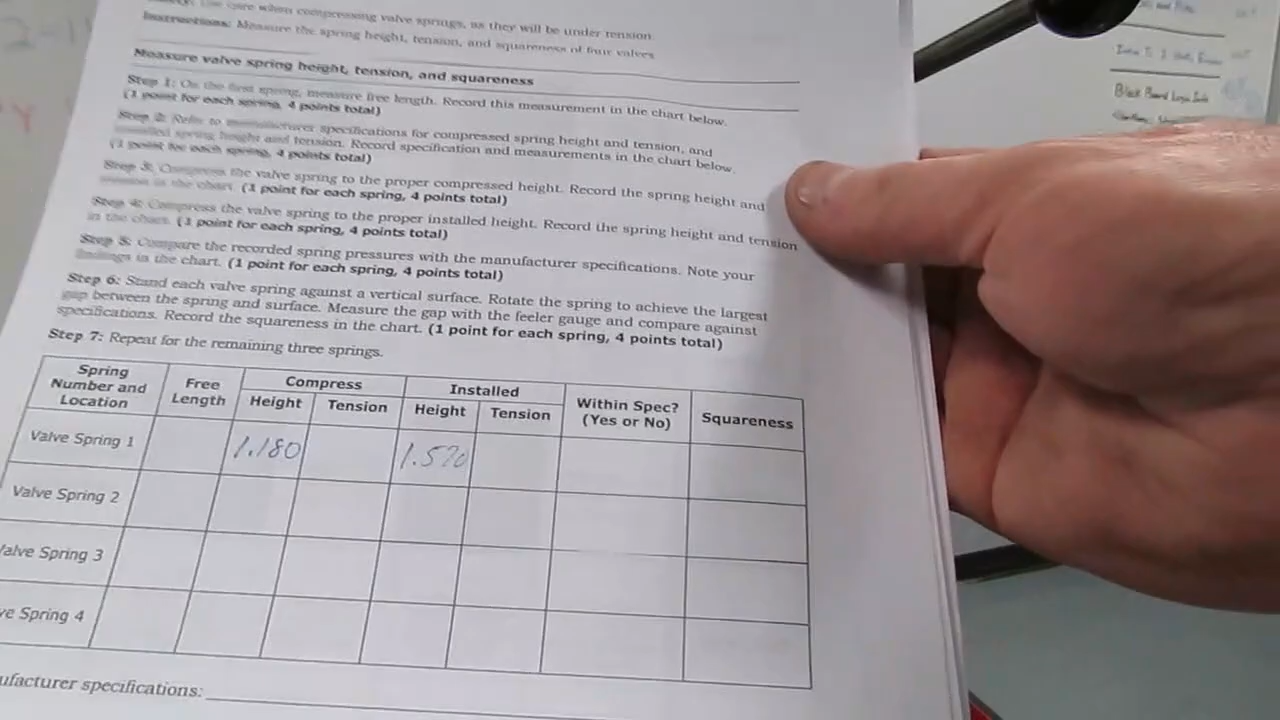 when compressing valve springs, as they will be under tension.
Instructions: Measure the spring height, tension, and squareness of four valves
Measure valve spring height, tension, and squareness
Step 1: On the first spring, measure free length. Record this measurement in the chart below.
(1 point for each spring, 4 points total)
Step 2: Refer to manufacturer specifications for compressed spring height and tension, and
installed spring height and tension. Record specification and measurements in the chart below.
(1 point for each spring, 4 points total)
Step 3: Compress the valve spring to the proper compressed height. Record the spring height and
tension in the chart. (1 point for each spring, 4 points total)
Step 4: Compress the valve spring to the proper installed height. Record the spring height and tension
in the chart. (1 point for each spring, 4 points total)
Step 5: Compare the recorded spring pressures with the manufacturer specifications. Note your
findings in the chart. (1 point for each spring, 4 points total)
Step 6: Stand each valve spring against a vertical surface. Rotate the spring to achieve the largest
gap between the spring and surface. Measure the gap with the feeler gauge and compare against
specifications. Record the squareness in the chart. (1 point for each spring, 4 points total)
Step 7: Repeat for the remaining three springs.
Spring Number and Location Free Length Compress Installed Within Spec? (Yes or No) Squareness
Height Tension Height Tension
Valve Spring 1 1.180 1.570
Valve Spring 2
Valve Spring 3
ve Spring 4
ufacturer specifications: